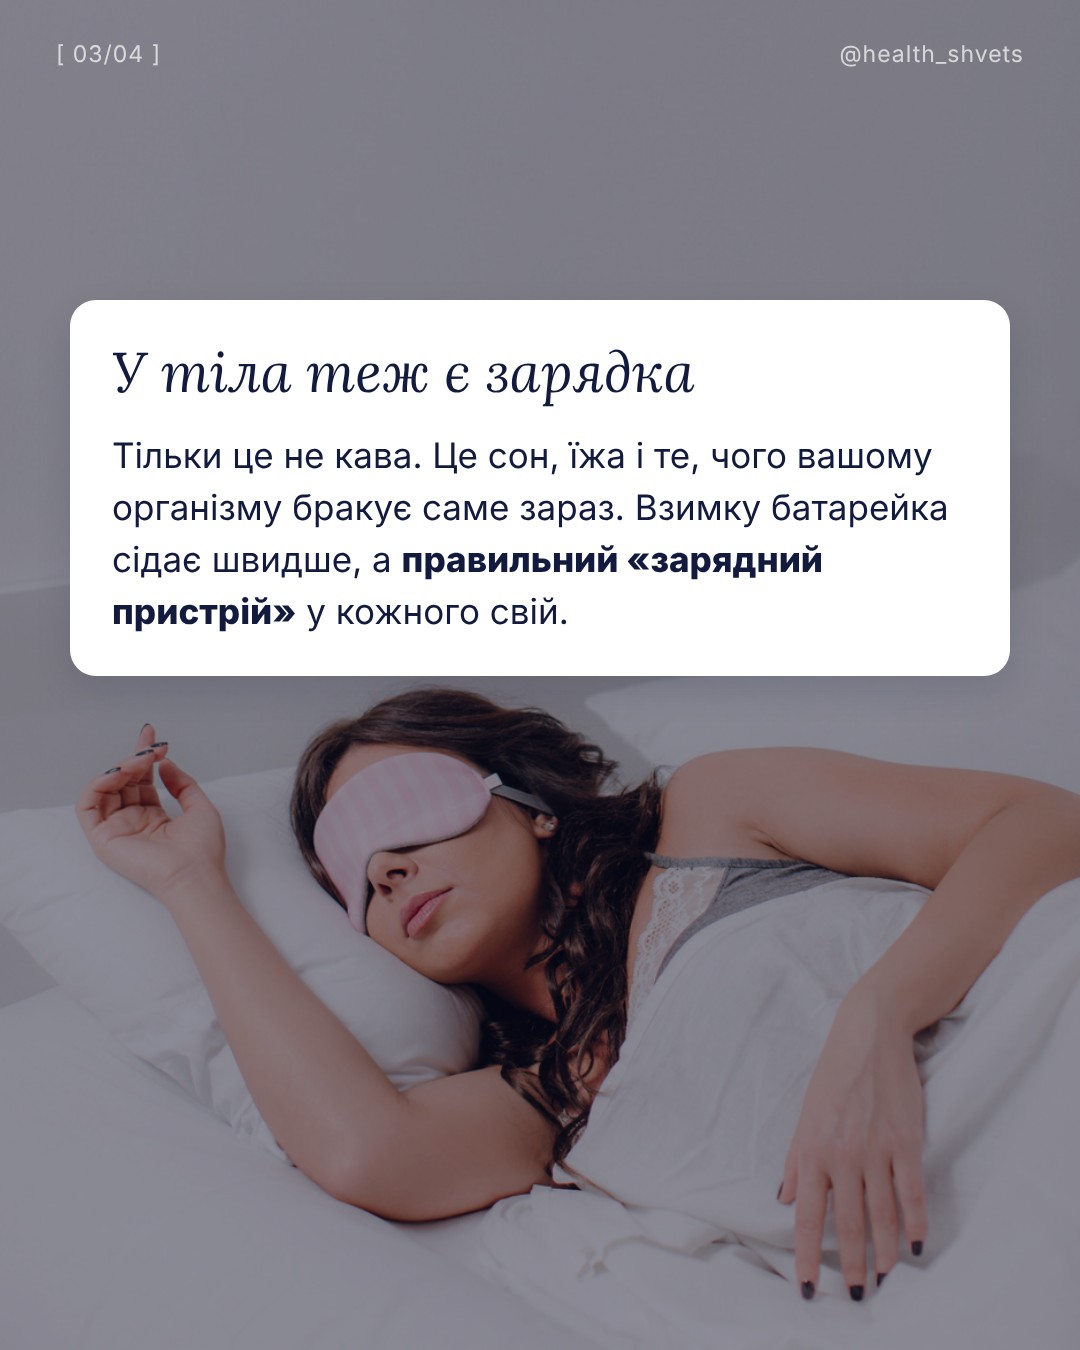 [ 03/04 ]
@health_shvets
У тіла теж є зарядка
Тільки це не кава. Це сон, їжа і те, чого вашому
організму бракує саме зараз. Взимку батарейка
сідає швидше, а правильний «зарядний
пристрій» у кожного свій.